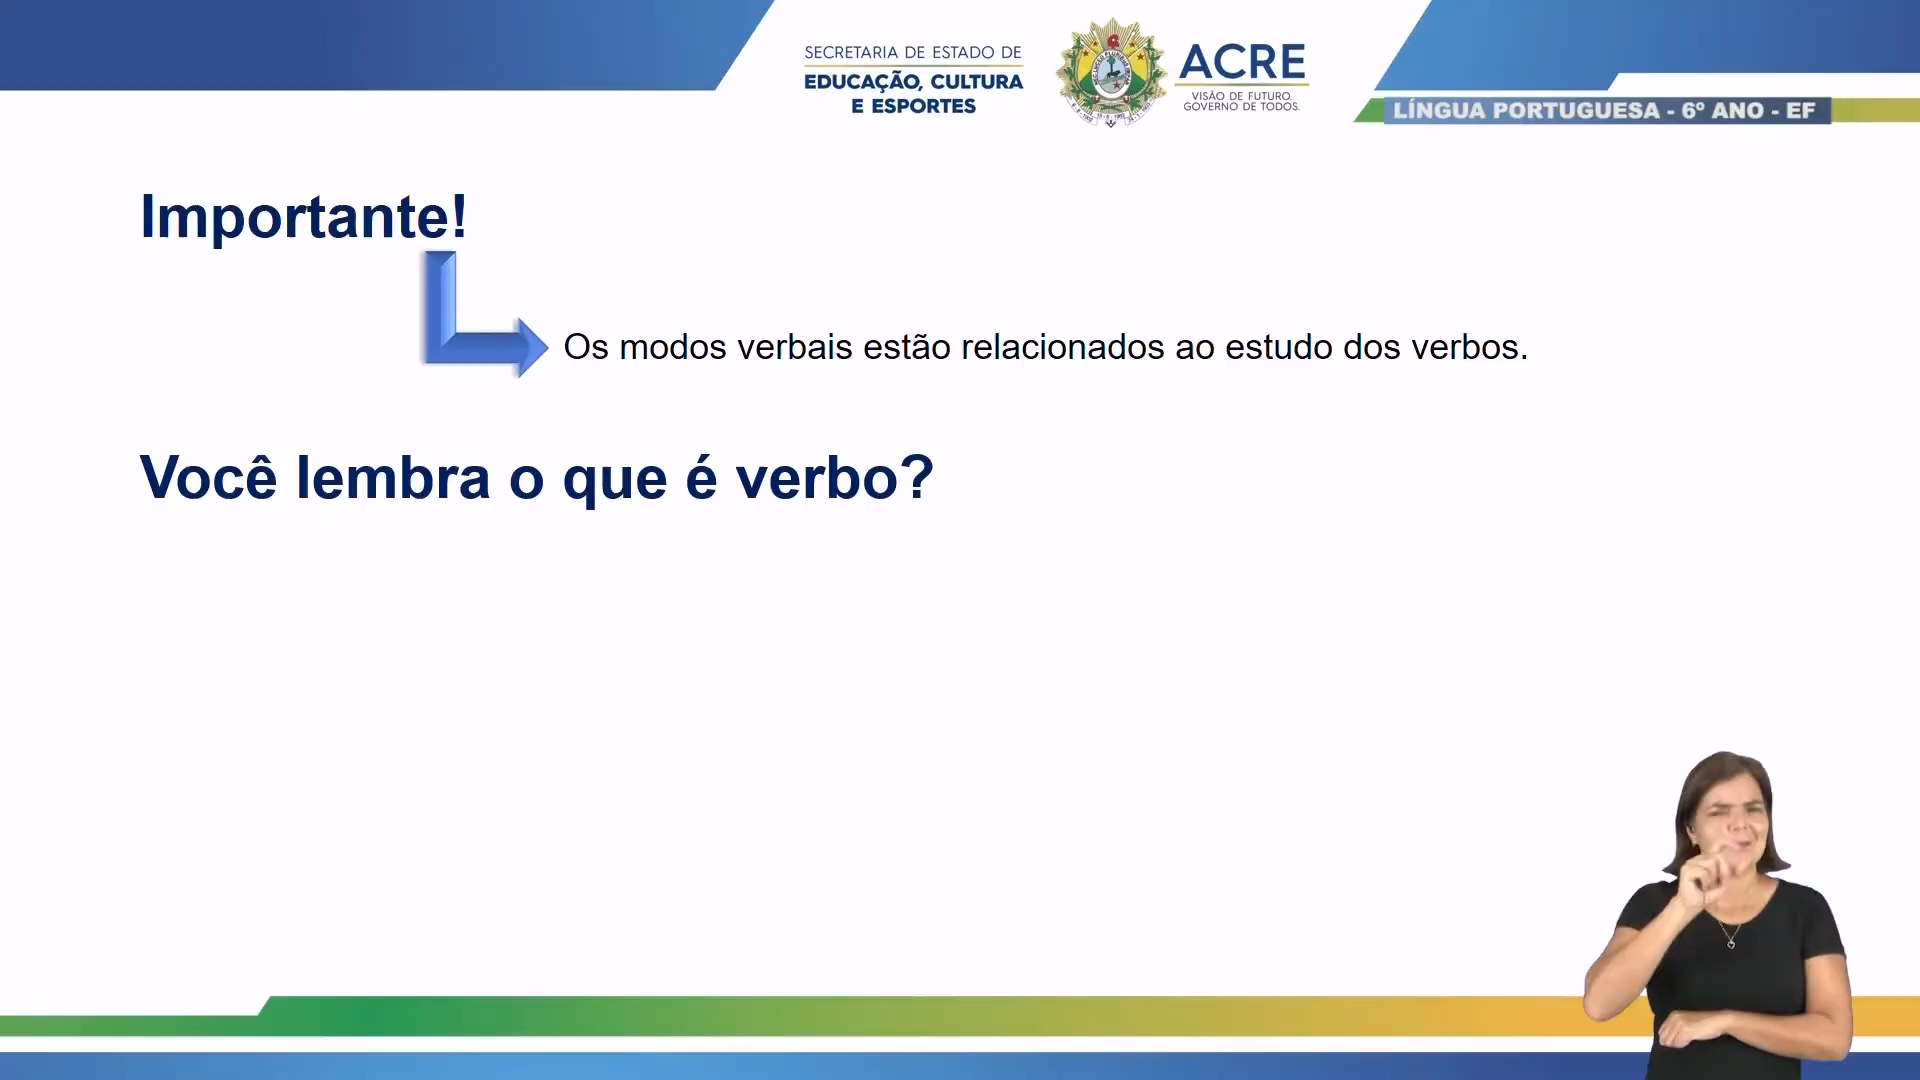 SECRETARIA DE ESTADO DE
EDUCAÇÃO, CULTURA
E ESPORTES
ACRE
VISÃO DE FUTURO.
GOVERNO DE TODOS.
LÍNGUA PORTUGUESA - 6º ANO - EF
Importante!
Os modos verbais estão relacionados ao estudo dos verbos.
Você lembra o que é verbo?